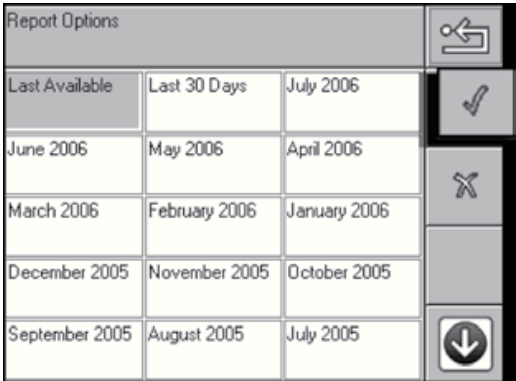 Report Options
Last Available
Last 30 Days
July 2006
June 2006
May 2006
April 2006
March 2006
February 2006
January 2006
December 2005
November 2005
October 2005
September 2005
August 2005
July 2005